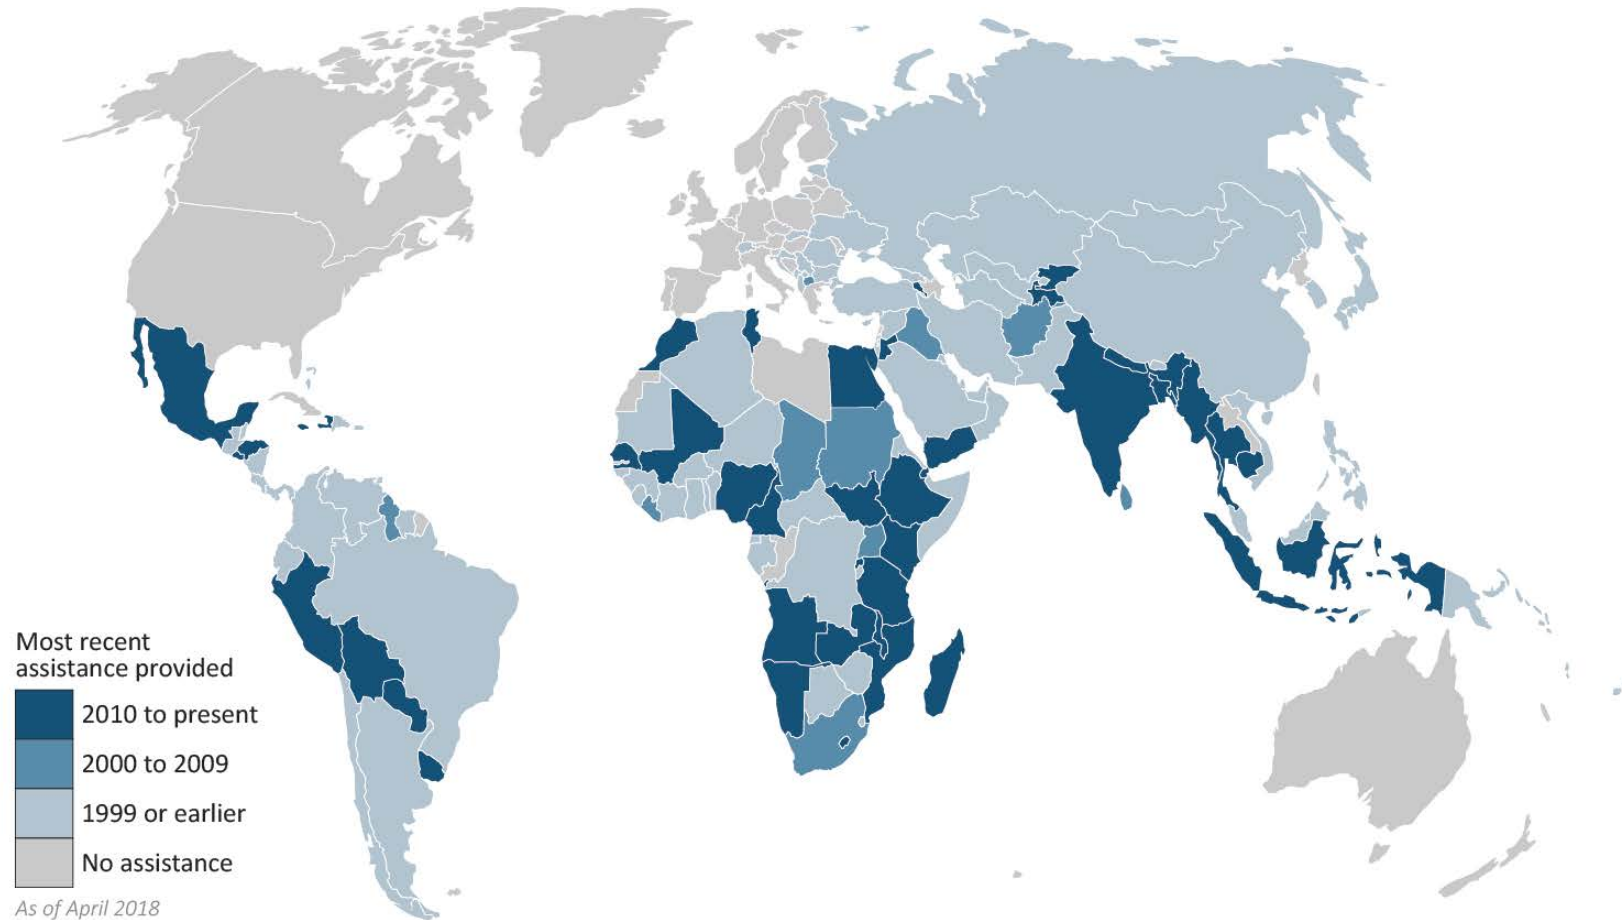 Most recent
assistance provided
2010 to present
2000 to 2009
1999 or earlier
No assistance
As of April 2018